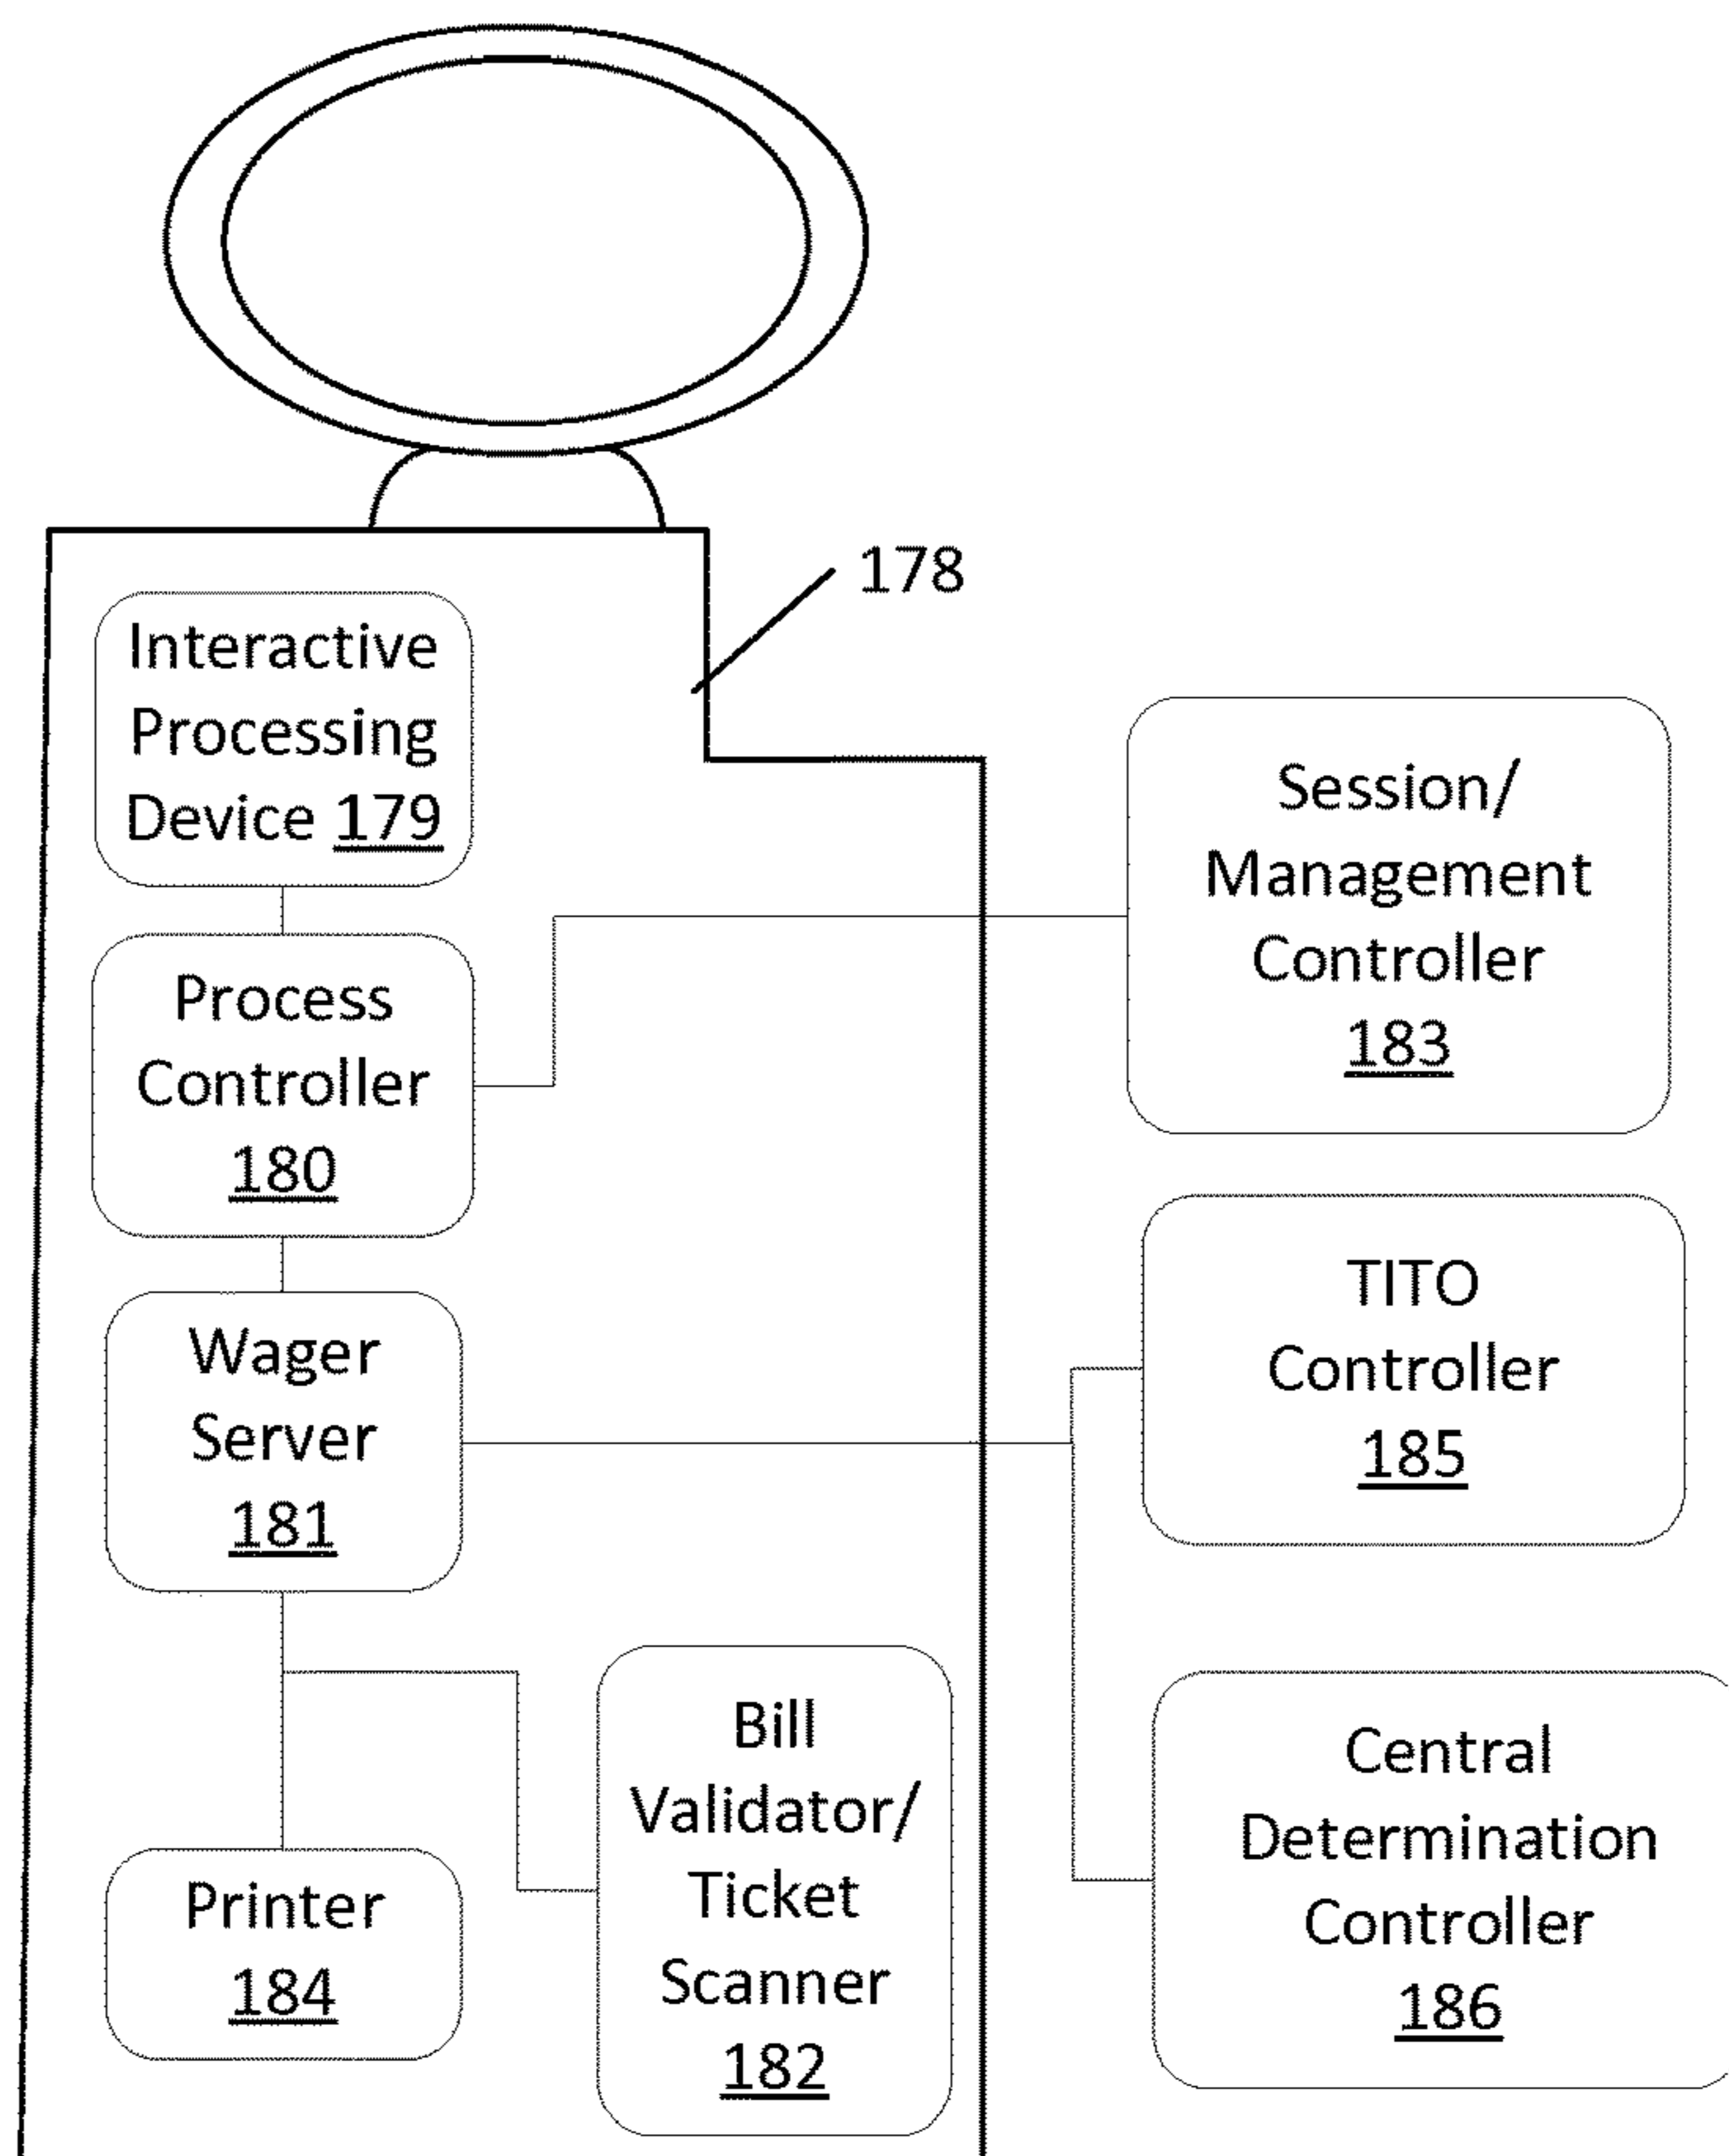 178
Interactive
Processing
Device 179
Process
Controller
180
Wager
Server
181
Printer
184
Bill
Validator/
Ticket
Scanner
182
Session/
Management
Controller
183
TITO
Controller
185
Central
Determination
Controller
186